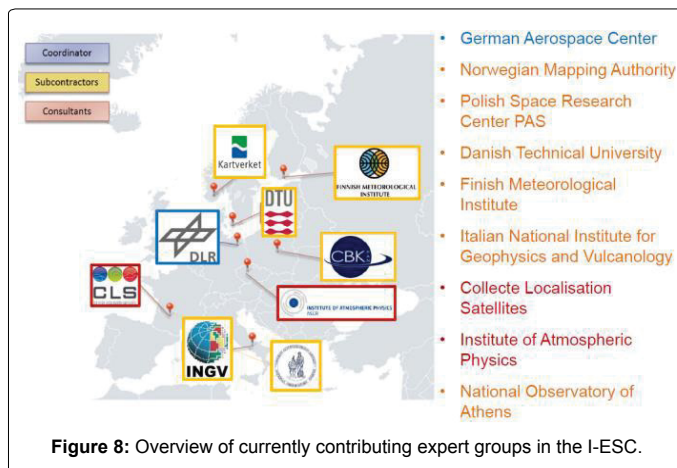 Coordinator
Subcontractors
Consultants
Kartverket
FINNISH METEOROLOGICAL
INSTITUTE
DTU
DLR
CBK
CLS
INSTITUTE OF ATMOSPHERIC PHYSICS
INGV
• German Aerospace Center
• Norwegian Mapping Authority
• Polish Space Research
Center PAS
• Danish Technical University
• Finish Meteorological
Institute
• Italian National Institute for
Geophysics and Vulcanology
• Collecte Localisation
Satellites
• Institute of Atmospheric
Physics
• National Observatory of
Athens
Figure 8: Overview of currently contributing expert groups in the I-ESC.